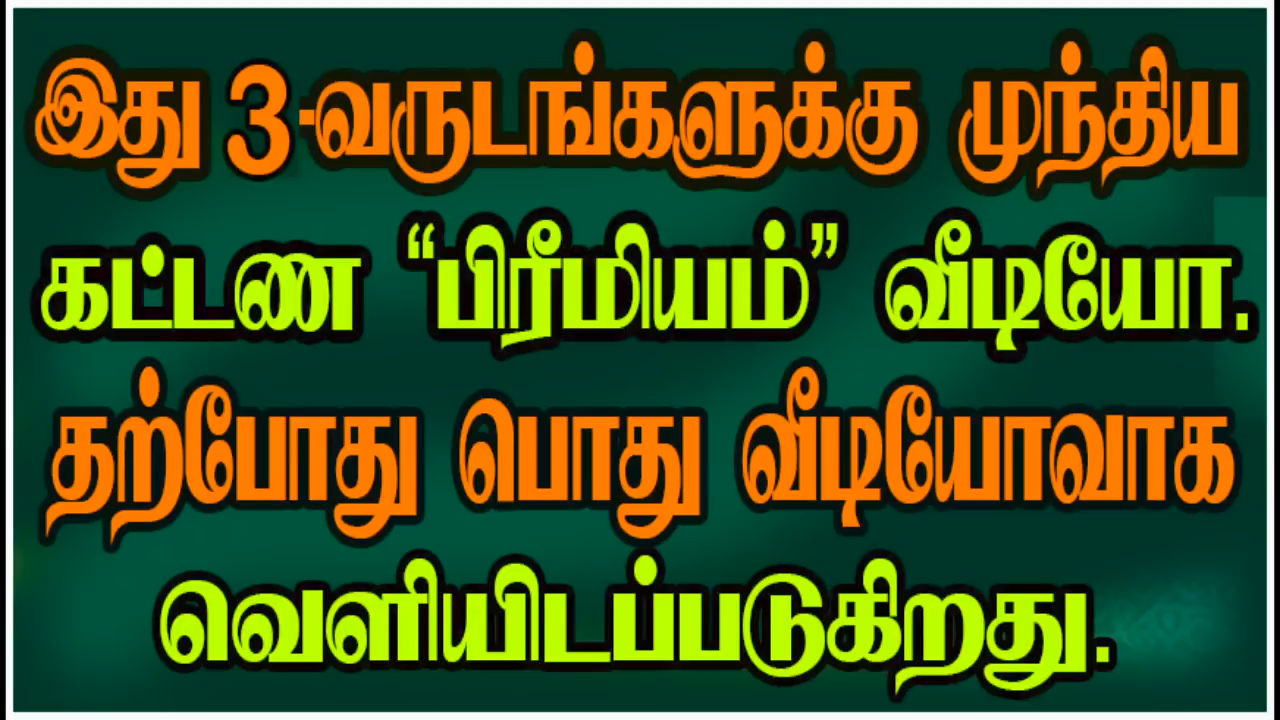 இது 3-வருடங்களுக்கு முந்திய
கட்டண “பிரீமியம்” வீடியோ.
தற்போது பொது வீடியோவாக
வெளியிடப்படுகிறது.